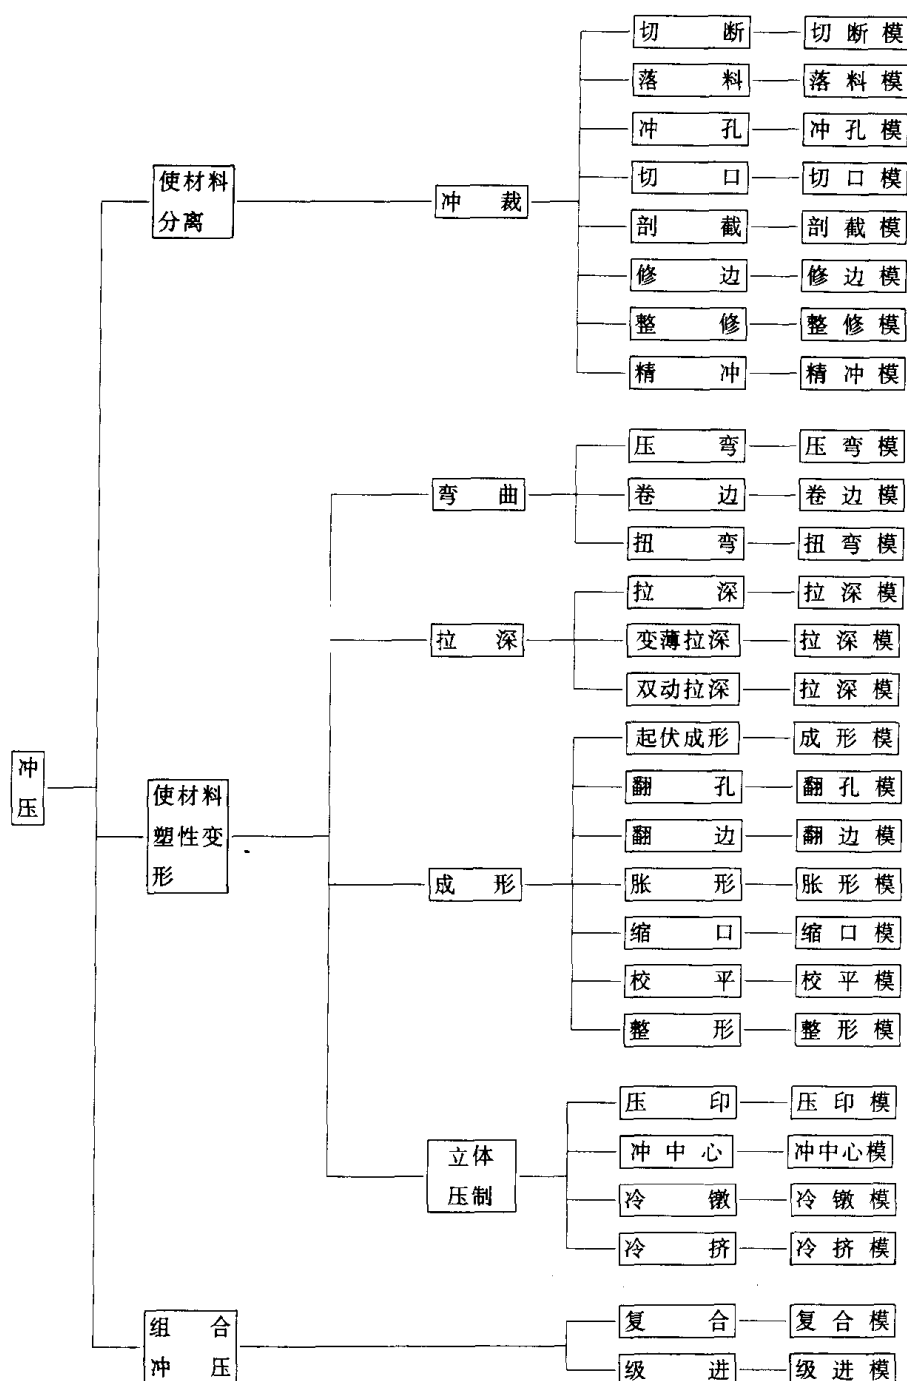 切断 切断模
落料 落料模
冲孔 冲孔模
使材料
分离
冲裁
切口 切口模
剖截 剖截模
修边 修边模
整修 整修模
精冲 精冲模
压弯 压弯模
弯曲 卷边 卷边模
扭弯 扭弯模
拉深 拉深模
拉深 变薄拉深 拉深模
双动拉深 拉深模
冲
压
使材料
塑性变
形
起伏成形 成形模
翻孔 翻孔模
翻边 翻边模
成形 胀形 胀形模
缩口 缩口模
校平 校平模
整形 整形模
压印 压印模
立体
压制
冲中心 冲中心模
冷镦 冷镦模
冷挤 冷挤模
组合
冲压
复合 复合模
级进 级进模